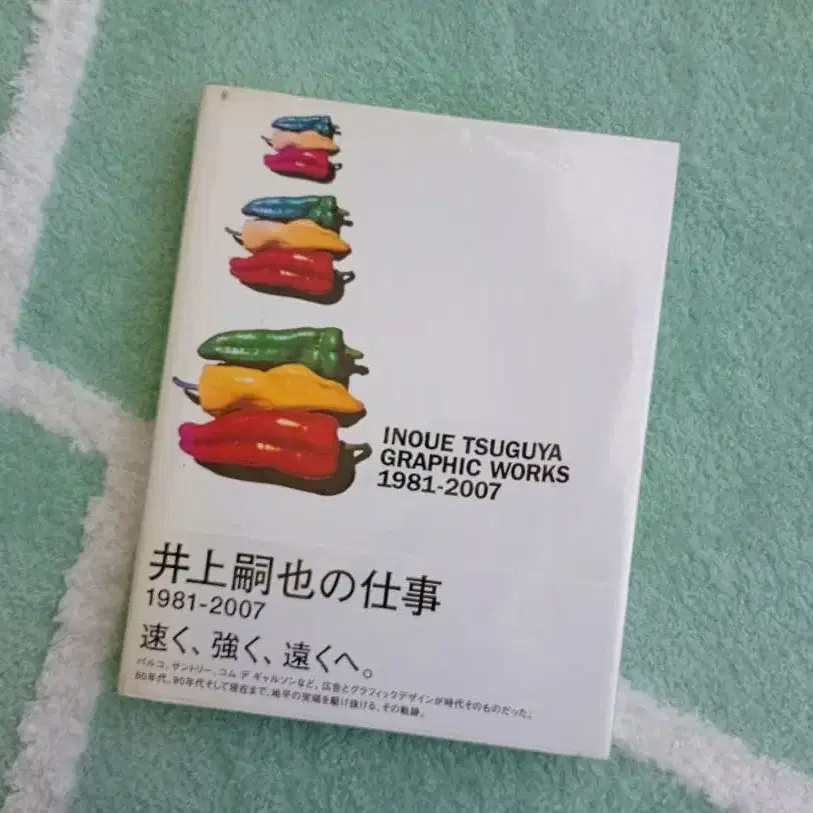 INOUE TSUGUYA
GRAPHIC WORKS
1981-2007
井上嗣也の仕事
1981-2007
速く、強く、遠くへ。
パルコ、サントリー、コム デ ギャルソンなど、広告とグラフィックデザインが時代そのものだった。
80年代、90年代そして現在まで、地平の突端を駆け抜ける、その軌跡。